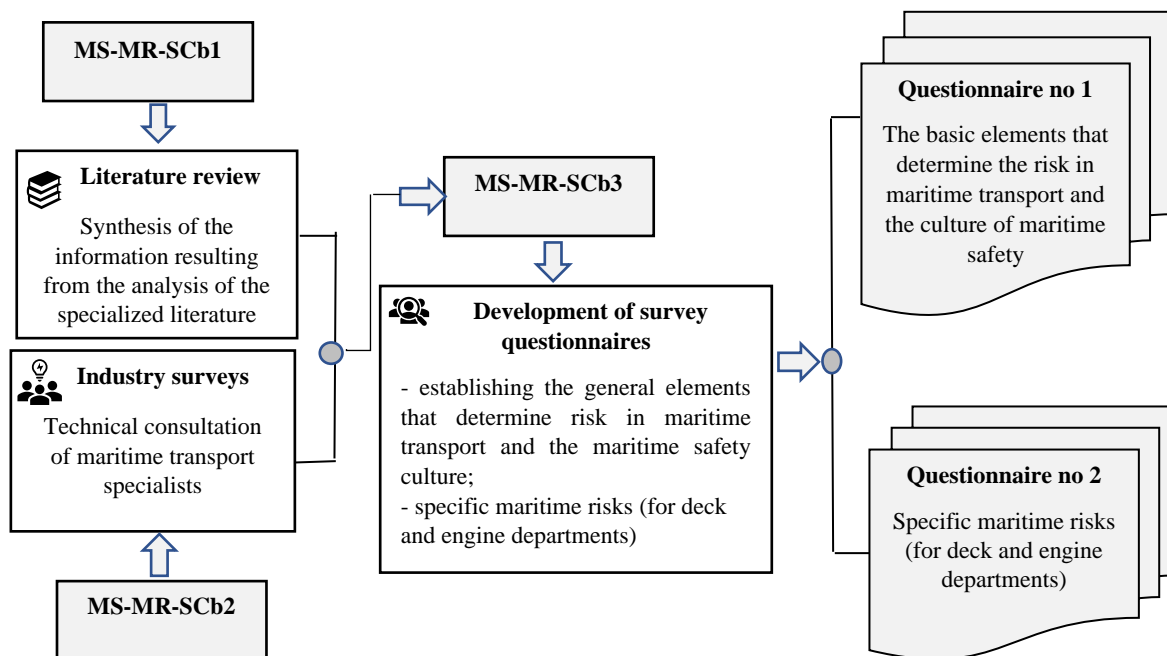 MS-MR-SCb1
Literature review
Synthesis of the
information resulting
from the analysis of the
specialized literature
Industry surveys
Technical consultation
of maritime transport
specialists
MS-MR-SCb2
MS-MR-SCb3
Development of survey
questionnaires
- establishing the general elements
that determine risk in maritime
transport and the maritime safety
culture;
- specific maritime risks (for deck
and engine departments)
Questionnaire no 1
The basic elements that
determine the risk in
maritime transport and
the culture of maritime
safety
Questionnaire no 2
Specific maritime risks
(for deck and engine
departments)